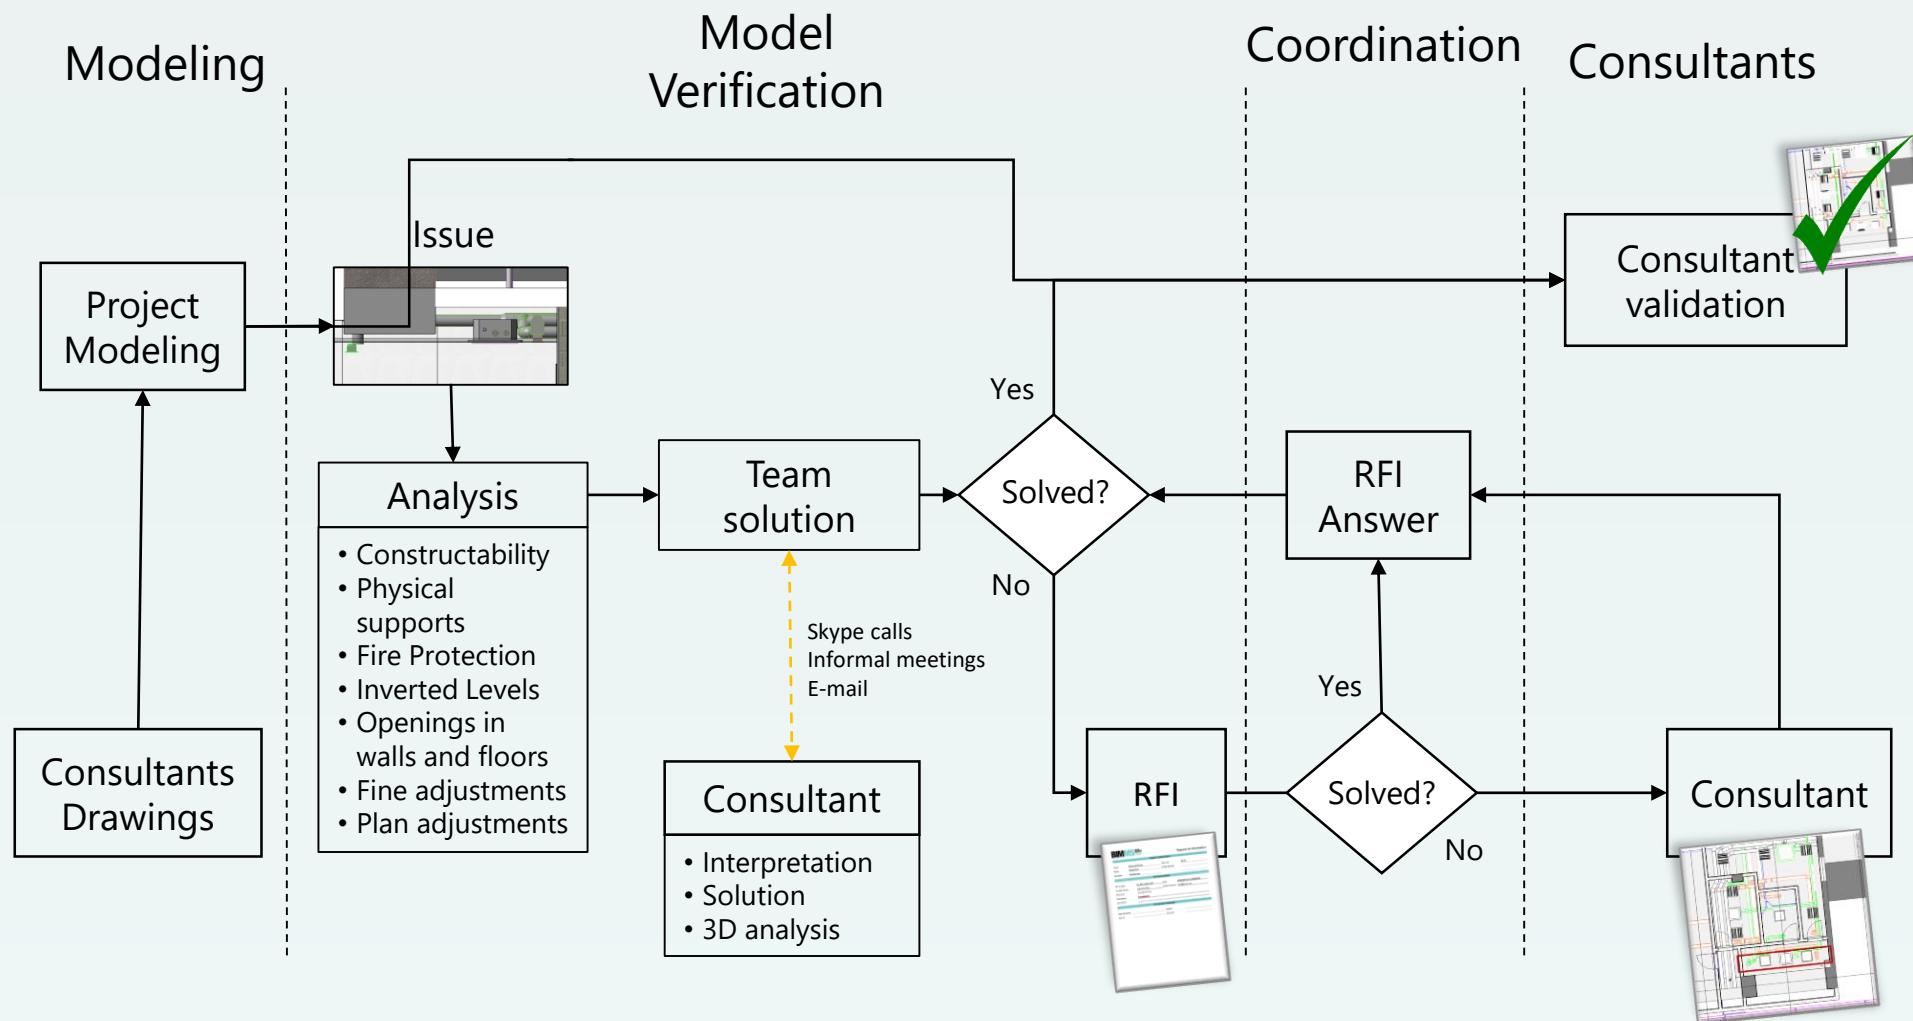 Modeling
Model
Verification
Coordination
Consultants
Issue
Project
Modeling
Consultant
validation
Yes
Analysis
• Constructability
• Physical
supports
• Fire Protection
• Inverted Levels
• Openings in
walls and floors
• Fine adjustments
• Plan adjustments
Team
solution
Solved?
RFI
Answer
No
Skype calls
Informal meetings
E-mail
Yes
Consultants
Drawings
Consultant
• Interpretation
• Solution
• 3D analysis
RFI
Solved?
No
Consultant
BIM